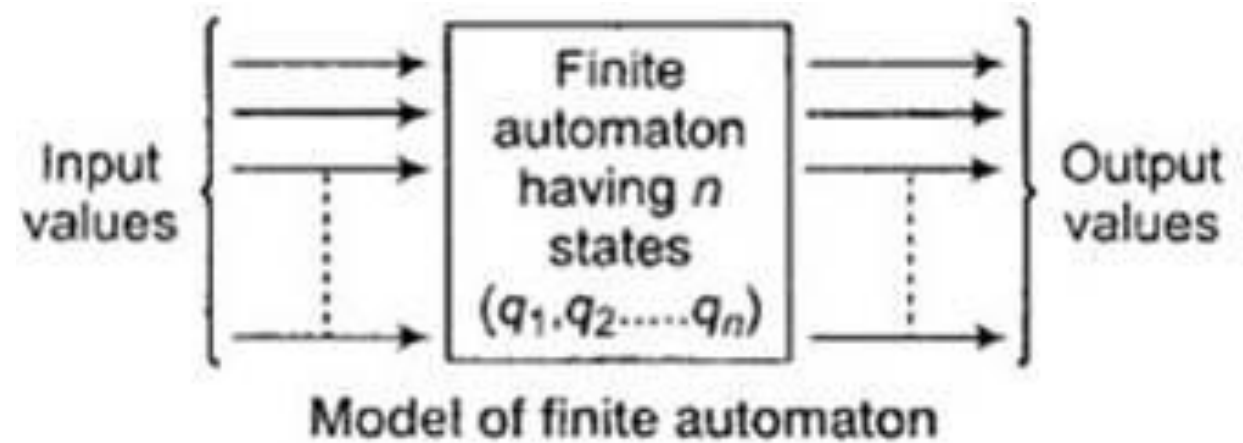 Input
values
Finite
automaton
having n
states
(q₁.q₂.....qₙ)
Output
values
Model of finite automaton